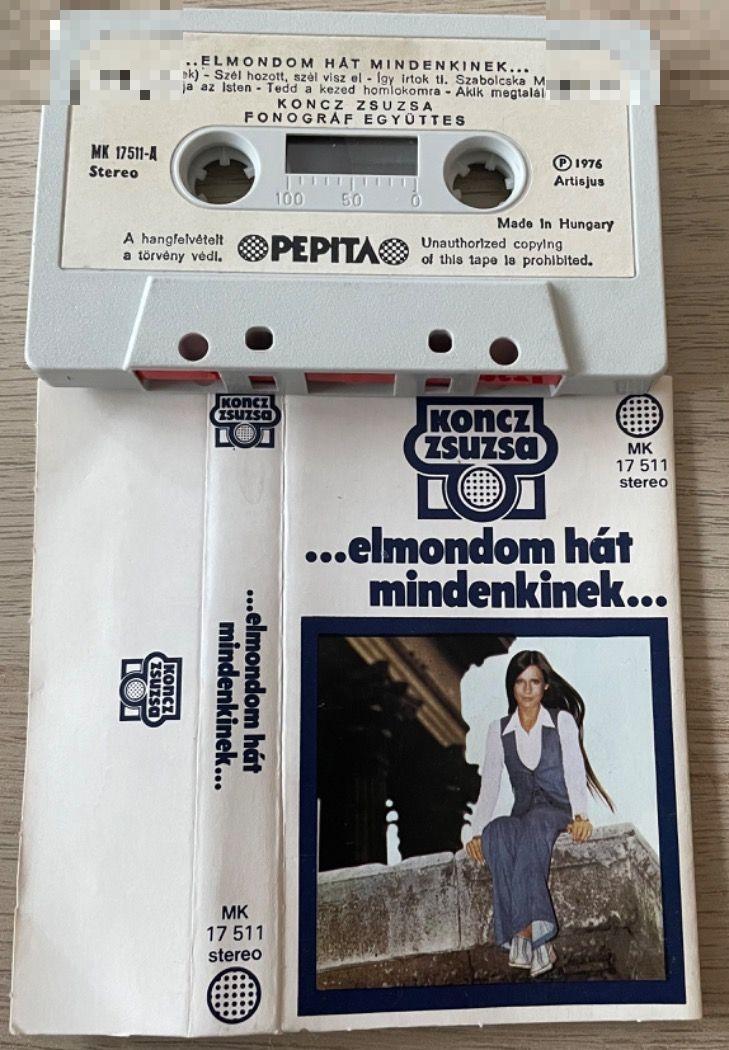 ..ELMONDOM HÁT MINDENKINEK...
- Szél hozott, szél visz el - Így írtok ti. Szabolcska
az Isten - Tedd a kezed homlokomra - Akik
KONCZ ZSUZSA
FONOGRÁF EGYÜTTES
MK 17511-A
Stereo
100 50 0
Ⓟ 1976
Artisjus
Made in Hungary
A hangfelvételt
a törvény védi.
PEPITA
Unauthorized copying
of this tape is prohibited.
KONCZ
ZSUZSA
...elmondom hát
mindenkinek...
MK
17 511
stereo
KONCZ
ZSUZSA
KONCZ
ZSUZSA
MK
17 511
stereo
...elmondom hát
mindenkinek...